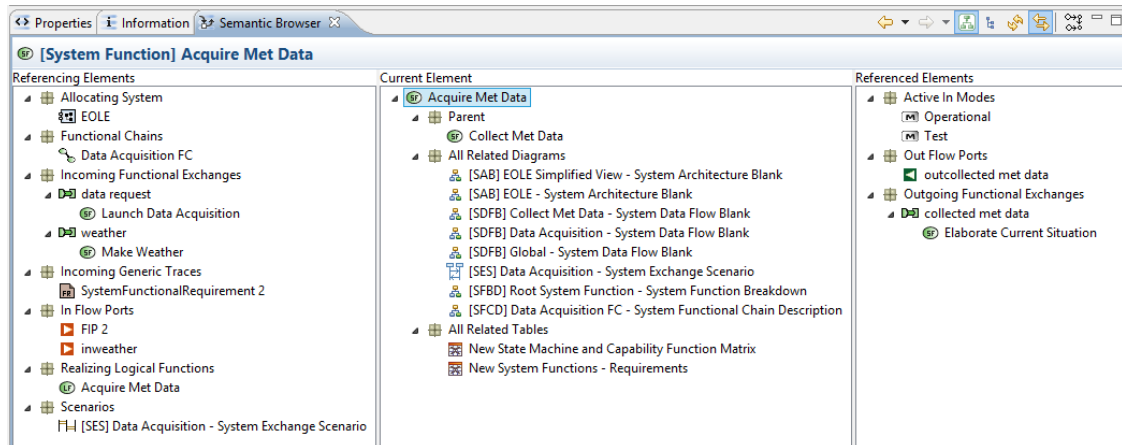 Properties
Information
Semantic Browser
SF [System Function] Acquire Met Data
Referencing Elements
Allocating System
EOLE
Functional Chains
Data Acquisition FC
Incoming Functional Exchanges
data request
SF Launch Data Acquisition
weather
SF Make Weather
Incoming Generic Traces
FR SystemFunctionalRequirement 2
In Flow Ports
FIP 2
inweather
Realizing Logical Functions
LF Acquire Met Data
Scenarios
[SES] Data Acquisition - System Exchange Scenario
Current Element
SF Acquire Met Data
Parent
SF Collect Met Data
All Related Diagrams
[SAB] EOLE Simplified View - System Architecture Blank
[SAB] EOLE - System Architecture Blank
[SDFB] Collect Met Data - System Data Flow Blank
[SDFB] Data Acquisition - System Data Flow Blank
[SDFB] Global - System Data Flow Blank
[SES] Data Acquisition - System Exchange Scenario
[SFBD] Root System Function - System Function Breakdown
[SFCD] Data Acquisition FC - System Functional Chain Description
All Related Tables
New State Machine and Capability Function Matrix
New System Functions - Requirements
Referenced Elements
Active In Modes
M Operational
M Test
Out Flow Ports
outcollected met data
Outgoing Functional Exchanges
collected met data
SF Elaborate Current Situation